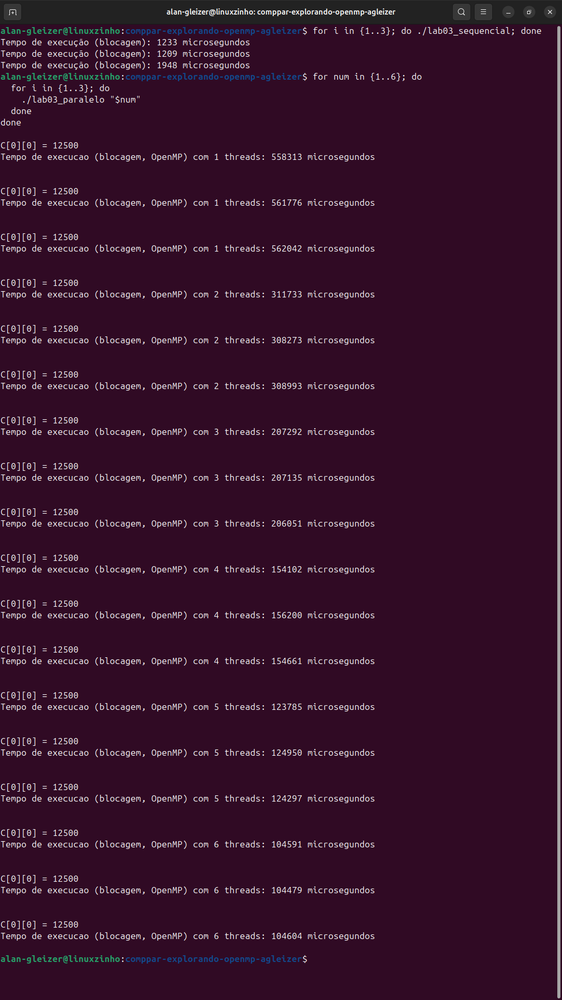 alan-gleizer@linuxzinho: comppar-explorando-openmp-agleizer
alan-gleizer@linuxzinho:comppar-explorando-openmp-agleizer$ for i in {1..3}; do ./lab03_sequencial; done
Tempo de execução (blocagem): 1233 microsegundos
Tempo de execução (blocagem): 1209 microsegundos
Tempo de execução (blocagem): 1948 microsegundos
alan-gleizer@linuxzinho:comppar-explorando-openmp-agleizer$ for num in {1..6}; do
  for i in {1..3}; do
    ./lab03_paralelo "$num"
  done
done
C[0][0] = 12500
Tempo de execucao (blocagem, OpenMP) com 1 threads: 558313 microsegundos
C[0][0] = 12500
Tempo de execucao (blocagem, OpenMP) com 1 threads: 561776 microsegundos
C[0][0] = 12500
Tempo de execucao (blocagem, OpenMP) com 1 threads: 562042 microsegundos
C[0][0] = 12500
Tempo de execucao (blocagem, OpenMP) com 2 threads: 311733 microsegundos
C[0][0] = 12500
Tempo de execucao (blocagem, OpenMP) com 2 threads: 308273 microsegundos
C[0][0] = 12500
Tempo de execucao (blocagem, OpenMP) com 2 threads: 308993 microsegundos
C[0][0] = 12500
Tempo de execucao (blocagem, OpenMP) com 3 threads: 207292 microsegundos
C[0][0] = 12500
Tempo de execucao (blocagem, OpenMP) com 3 threads: 207135 microsegundos
C[0][0] = 12500
Tempo de execucao (blocagem, OpenMP) com 3 threads: 206051 microsegundos
C[0][0] = 12500
Tempo de execucao (blocagem, OpenMP) com 4 threads: 154102 microsegundos
C[0][0] = 12500
Tempo de execucao (blocagem, OpenMP) com 4 threads: 156200 microsegundos
C[0][0] = 12500
Tempo de execucao (blocagem, OpenMP) com 4 threads: 154661 microsegundos
C[0][0] = 12500
Tempo de execucao (blocagem, OpenMP) com 5 threads: 123785 microsegundos
C[0][0] = 12500
Tempo de execucao (blocagem, OpenMP) com 5 threads: 124950 microsegundos
C[0][0] = 12500
Tempo de execucao (blocagem, OpenMP) com 5 threads: 124297 microsegundos
C[0][0] = 12500
Tempo de execucao (blocagem, OpenMP) com 6 threads: 104591 microsegundos
C[0][0] = 12500
Tempo de execucao (blocagem, OpenMP) com 6 threads: 104479 microsegundos
C[0][0] = 12500
Tempo de execucao (blocagem, OpenMP) com 6 threads: 104604 microsegundos
alan-gleizer@linuxzinho:comppar-explorando-openmp-agleizer$